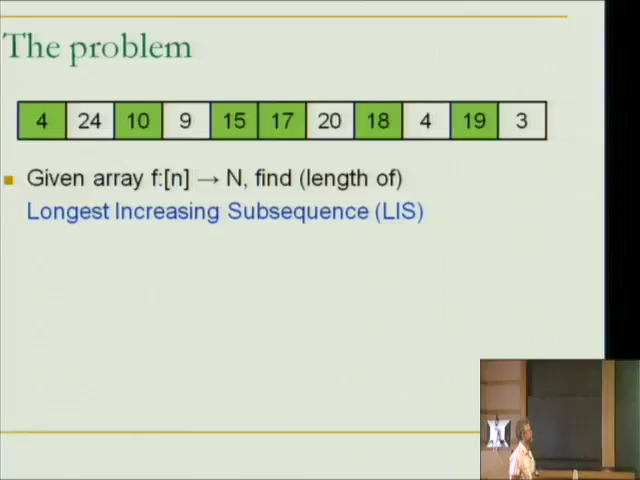 The problem
4 24 10 9 15 17 20 18 4 19 3
Given array f:[n] → N, find (length of)
Longest Increasing Subsequence (LIS)